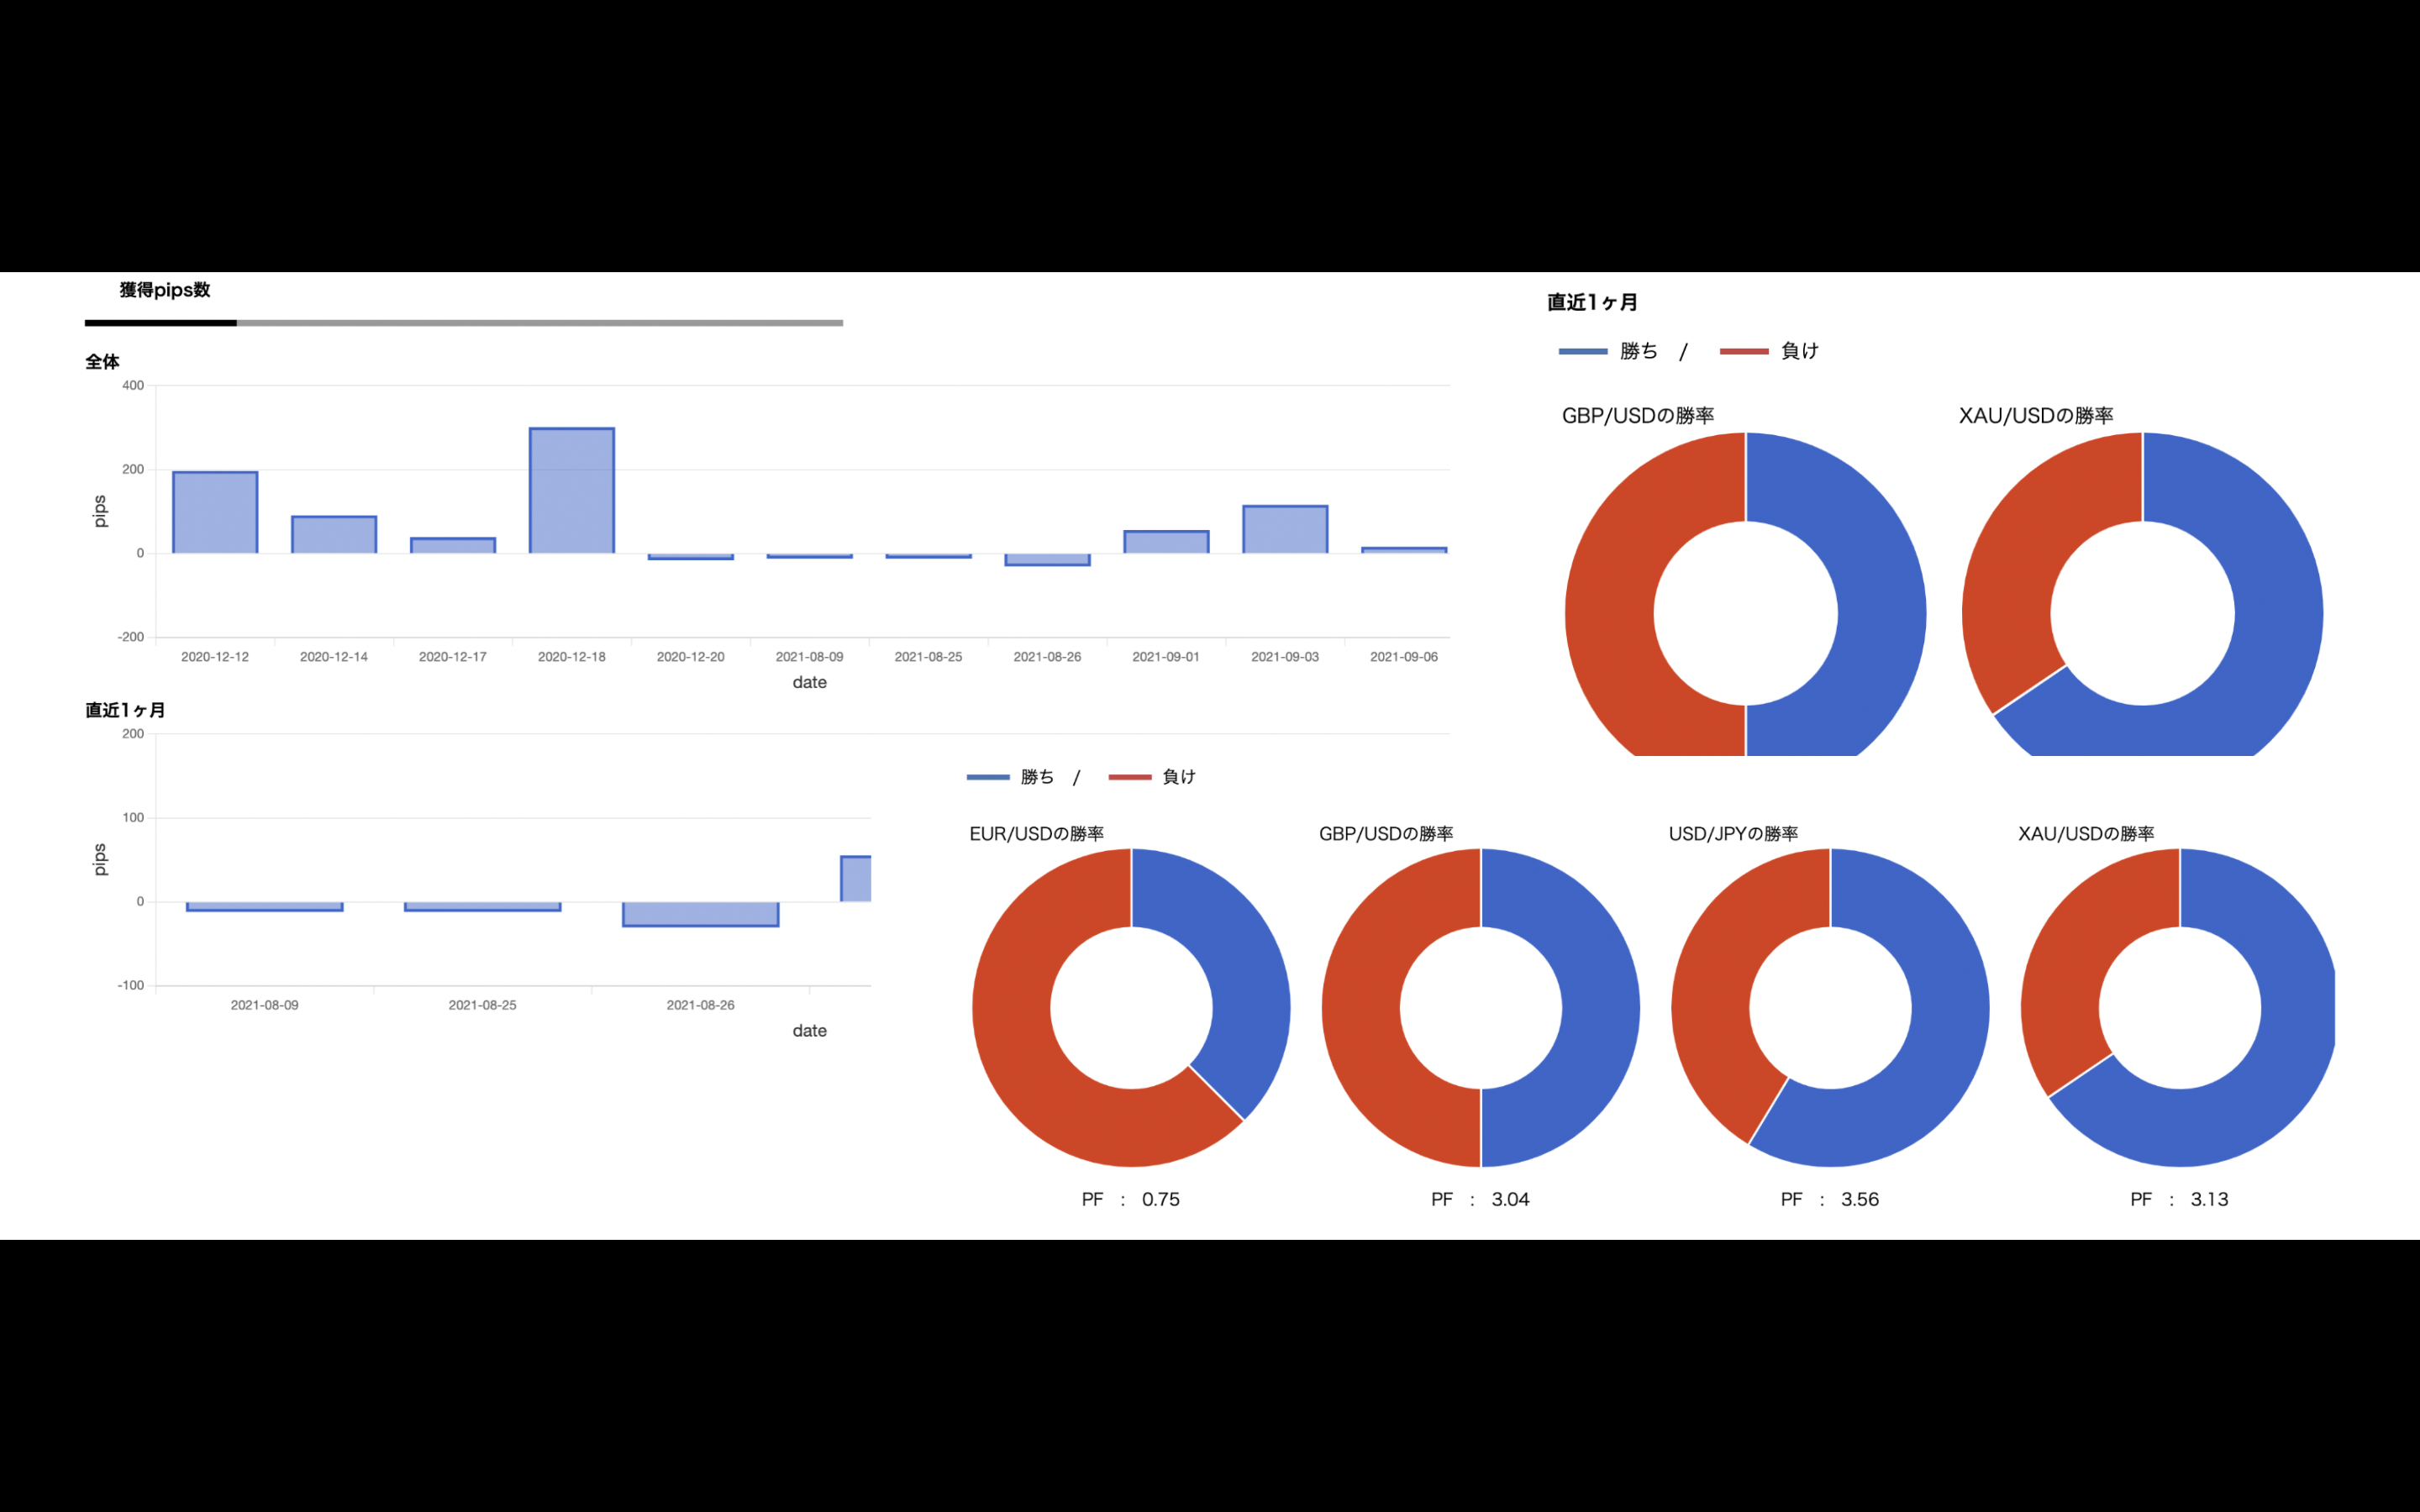 獲得pips数
全体
400
200
0
-200
pips
2020-12-12 2020-12-14 2020-12-17 2020-12-18 2020-12-20 2021-08-09 2021-08-25 2021-08-26 2021-09-01 2021-09-03 2021-09-06
date
直近1ヶ月
200
100
0
-100
pips
2021-08-09 2021-08-25 2021-08-26
date
直近1ヶ月
勝ち / 負け
GBP/USDの勝率 XAU/USDの勝率
勝ち / 負け
EUR/USDの勝率 GBP/USDの勝率 USD/JPYの勝率 XAU/USDの勝率
PF : 0.75 PF : 3.04 PF : 3.56 PF : 3.13